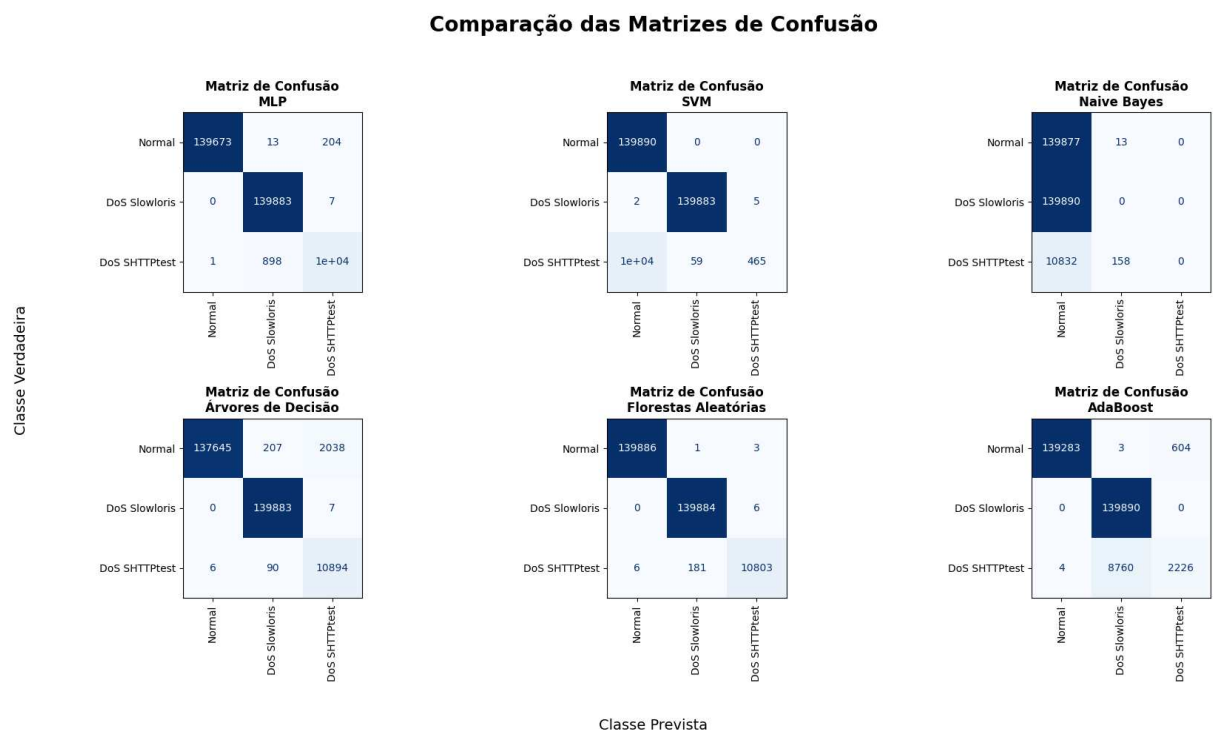 Comparação das Matrizes de Confusão
Matriz de Confusão
MLP
Normal 139673 13 204
DoS Slowloris 0 139883 7
DoS SHTTPtest 1 898 1e+04
Normal DoS Slowloris DoS SHTTPtest
Matriz de Confusão
SVM
Normal 139890 0 0
DoS Slowloris 2 139883 5
DoS SHTTPtest 1e+04 59 465
Normal DoS Slowloris DoS SHTTPtest
Matriz de Confusão
Naive Bayes
Normal 139877 13 0
DoS Slowloris 139890 0 0
DoS SHTTPtest 10832 158 0
Normal DoS Slowloris DoS SHTTPtest
Classe Verdadeira
Matriz de Confusão
Árvores de Decisão
Normal 137645 207 2038
DoS Slowloris 0 139883 7
DoS SHTTPtest 6 90 10894
Normal DoS Slowloris DoS SHTTPtest
Matriz de Confusão
Florestas Aleatórias
Normal 139886 1 3
DoS Slowloris 0 139884 6
DoS SHTTPtest 6 181 10803
Normal DoS Slowloris DoS SHTTPtest
Matriz de Confusão
AdaBoost
Normal 139283 3 604
DoS Slowloris 0 139890 0
DoS SHTTPtest 4 8760 2226
Normal DoS Slowloris DoS SHTTPtest
Classe Prevista